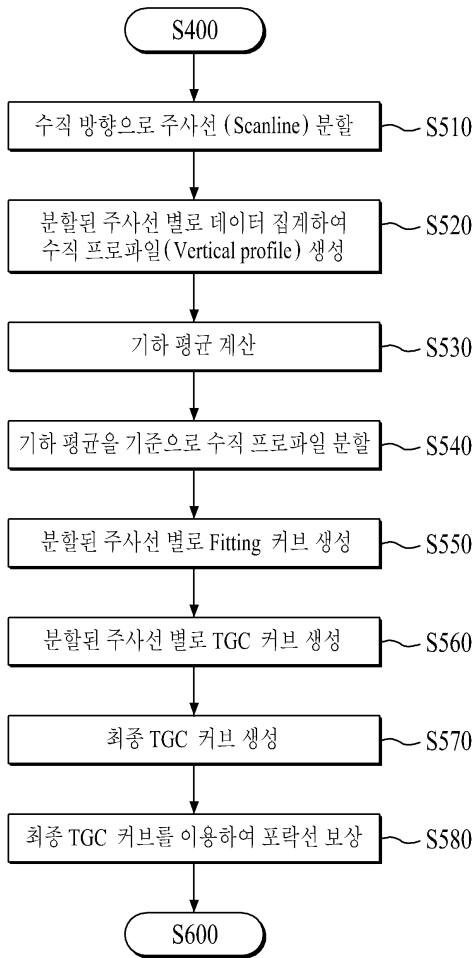 S400
수직 방향으로 주사선 (Scanline) 분할
S510
분할된 주사선 별로 데이터 집계하여
수직 프로파일(Vertical profile) 생성
S520
기하 평균 계산
S530
기하 평균을 기준으로 수직 프로파일 분할
S540
분할된 주사선 별로 Fitting 커브 생성
S550
분할된 주사선 별로 TGC 커브 생성
S560
최종 TGC 커브 생성
S570
최종 TGC 커브를 이용하여 포락선 보상
S580
S600